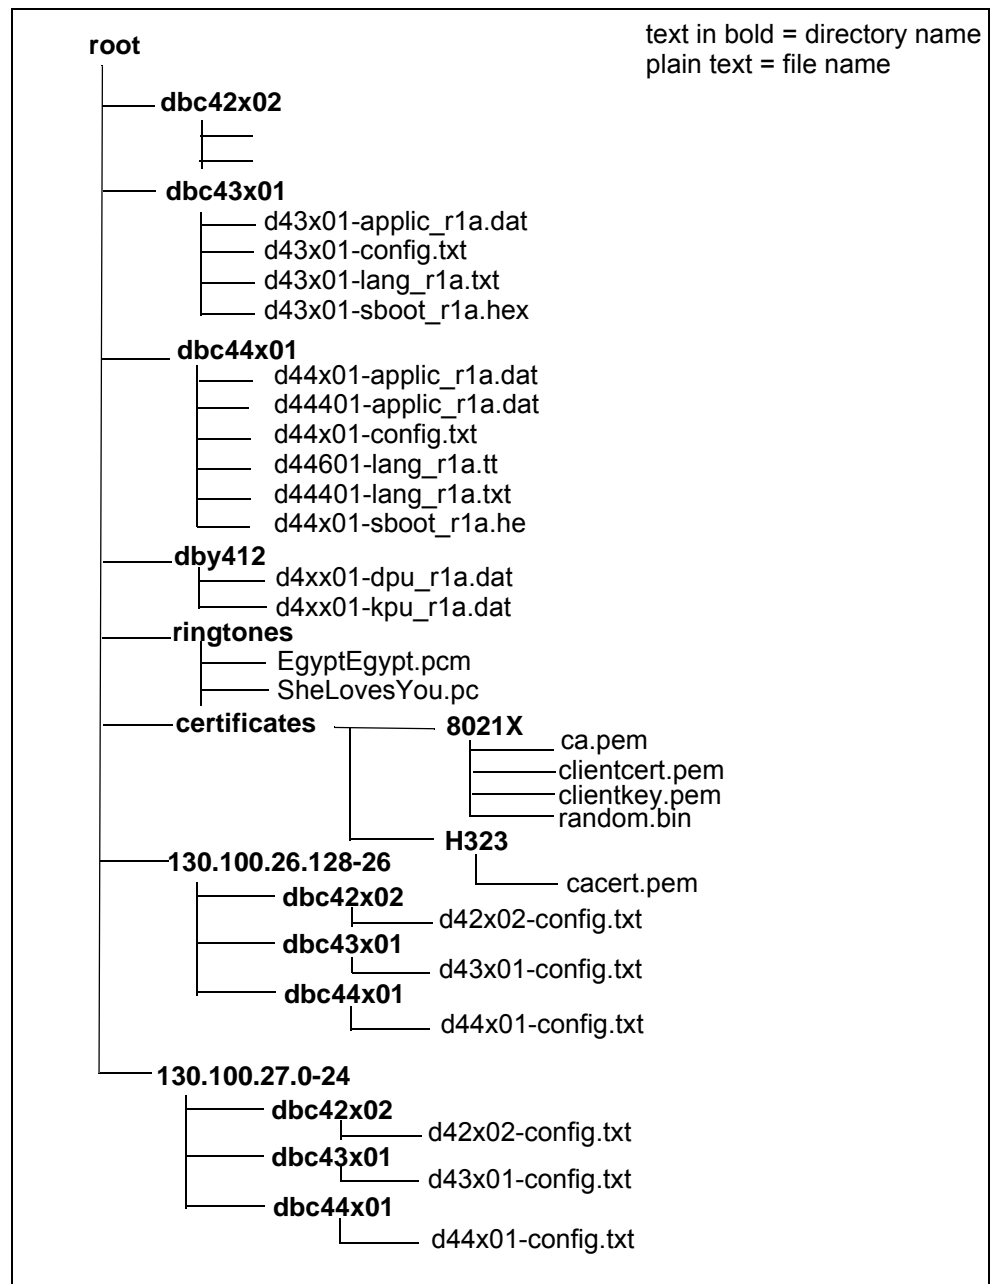 root
text in bold = directory name
plain text = file name
dbc42x02
dbc43x01
d43x01-applic_r1a.dat
d43x01-config.txt
d43x01-lang_r1a.txt
d43x01-sboot_r1a.hex
dbc44x01
d44x01-applic_r1a.dat
d44401-applic_r1a.dat
d44x01-config.txt
d44601-lang_r1a.tt
d44401-lang_r1a.txt
d44x01-sboot_r1a.he
dby412
d4xx01-dpu_r1a.dat
d4xx01-kpu_r1a.dat
ringtones
EgyptEgypt.pcm
SheLovesYou.pc
certificates
8021X
ca.pem
clientcert.pem
clientkey.pem
random.bin
H323
cacert.pem
130.100.26.128-26
dbc42x02
d42x02-config.txt
dbc43x01
d43x01-config.txt
dbc44x01
d44x01-config.txt
130.100.27.0-24
dbc42x02
d42x02-config.txt
dbc43x01
d43x01-config.txt
dbc44x01
d44x01-config.txt